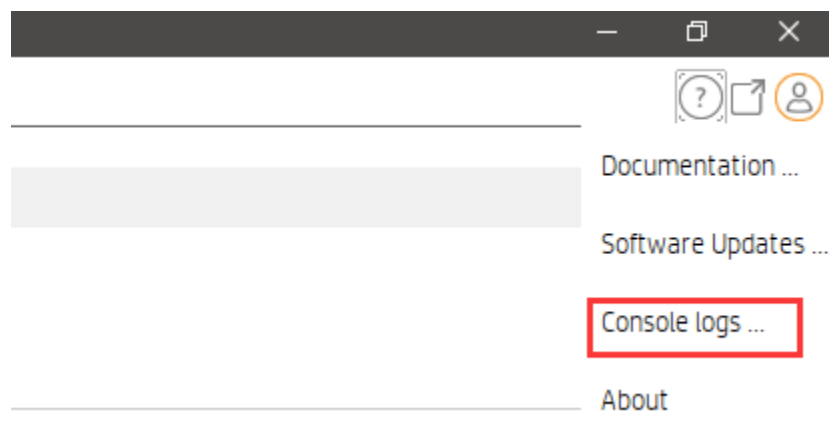 ?
Documentation ...
Software Updates ...
Console logs ...
About